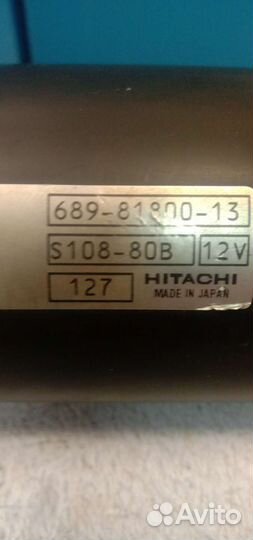 689-81800-13
S108-80B 12V
127 HITACHI
MADE IN JAPAN
Avito